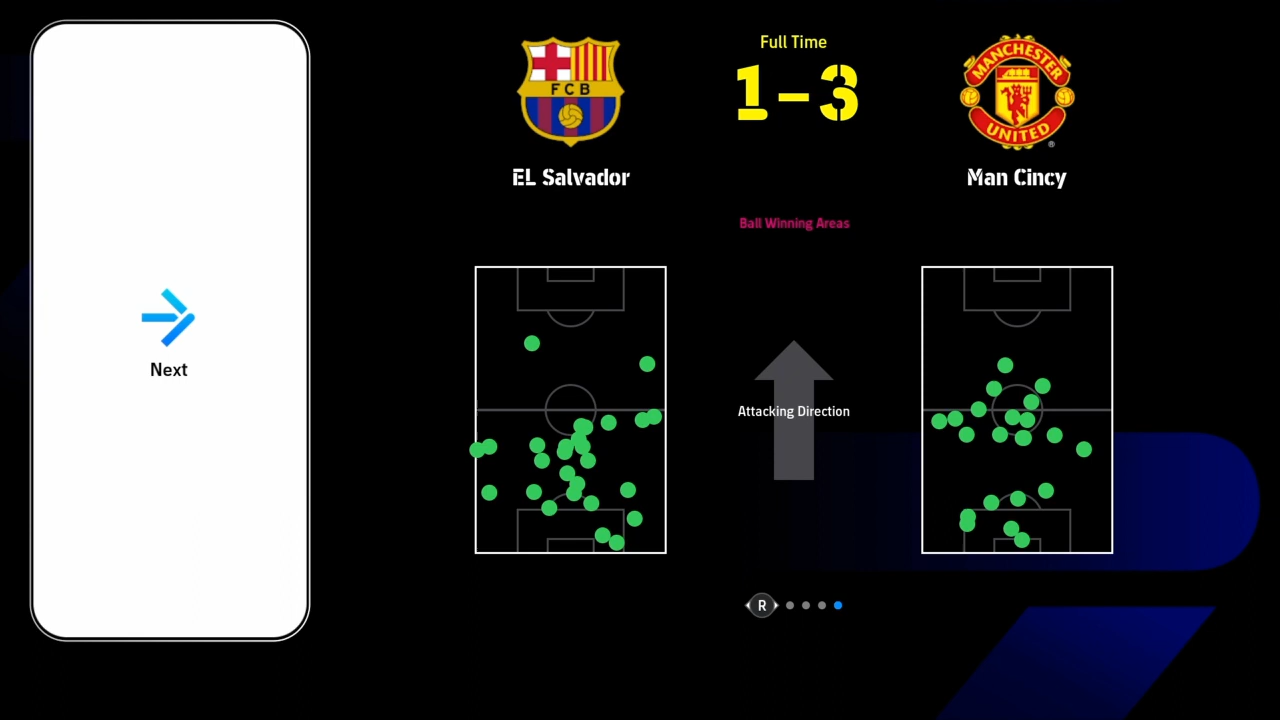 Next
FCB
EL Salvador
Full Time
1-3
MANCHESTER
UNITED
®
Man Cincy
Ball Winning Areas
Attacking Direction
R